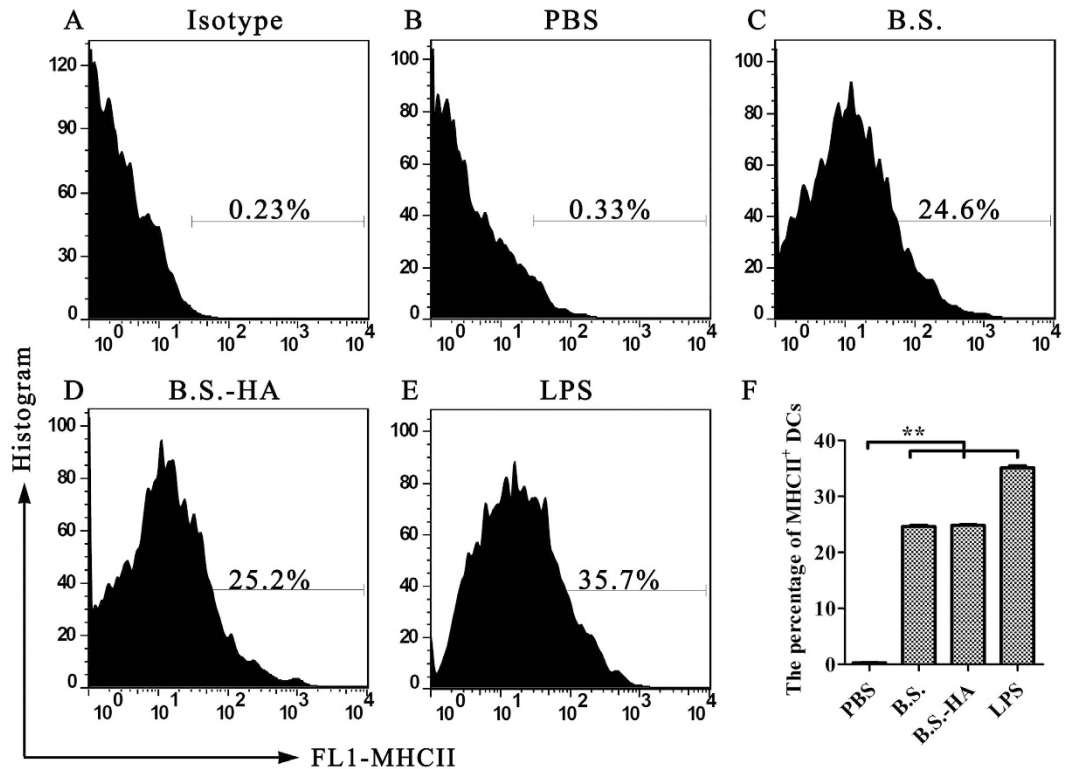 A Isotype
120
90
60
30
0
0.23%
10^0 10^1 10^2 10^3 10^4
B PBS
100
80
60
40
20
0
0.33%
10^0 10^1 10^2 10^3 10^4
C B.S.
100
80
60
40
20
0
24.6%
10^0 10^1 10^2 10^3 10^4
D B.S.-HA
100
80
60
40
20
0
25.2%
10^0 10^1 10^2 10^3 10^4
E LPS
100
80
60
40
20
0
35.7%
10^0 10^1 10^2 10^3 10^4
F
The percentage of MHCII⁺ DCs
40
30
20
10
0
**
PBS
B.S.
B.S.-HA
LPS
Histogram
FL1-MHCII